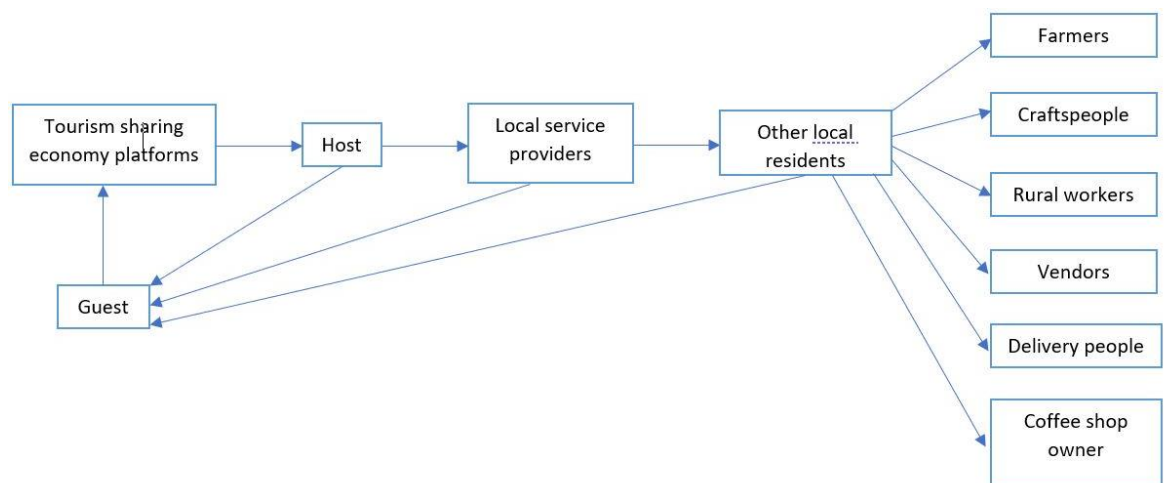 Tourism sharing
economy platforms
Host
Local service
providers
Other local
residents
Guest
Farmers
Craftspeople
Rural workers
Vendors
Delivery people
Coffee shop
owner